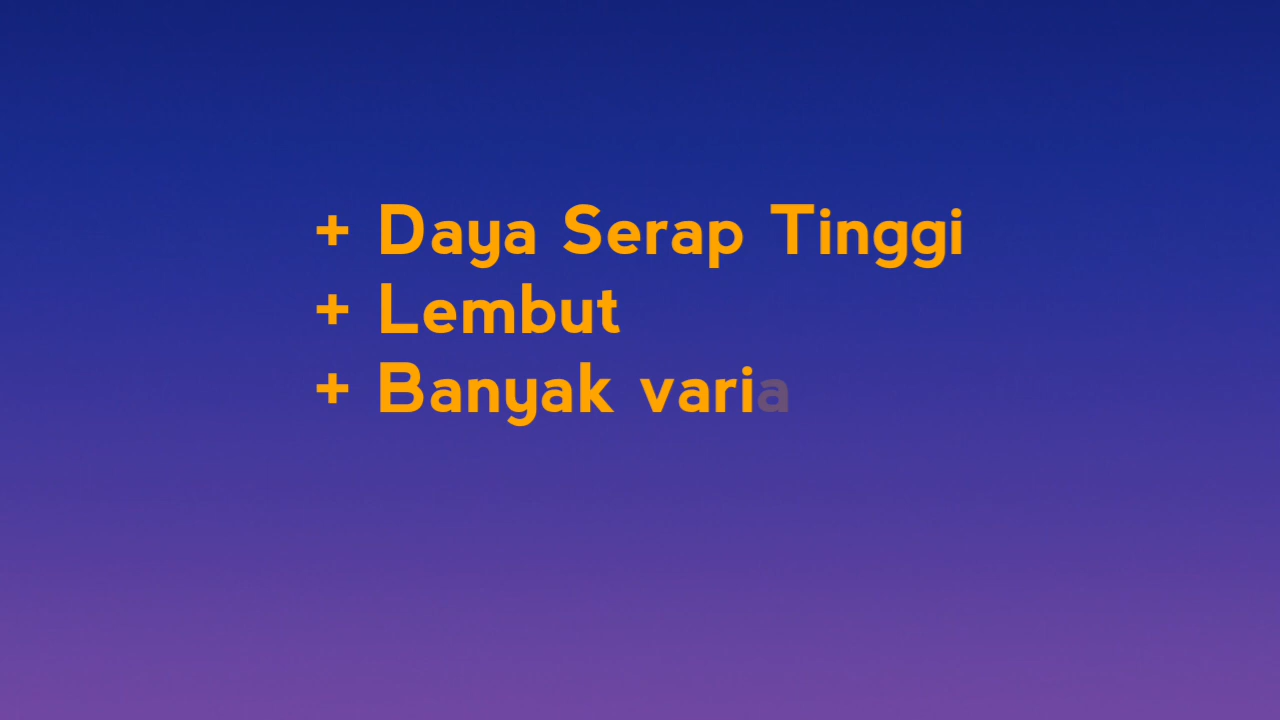 + Daya Serap Tinggi
+ Lembut
+ Banyak varia